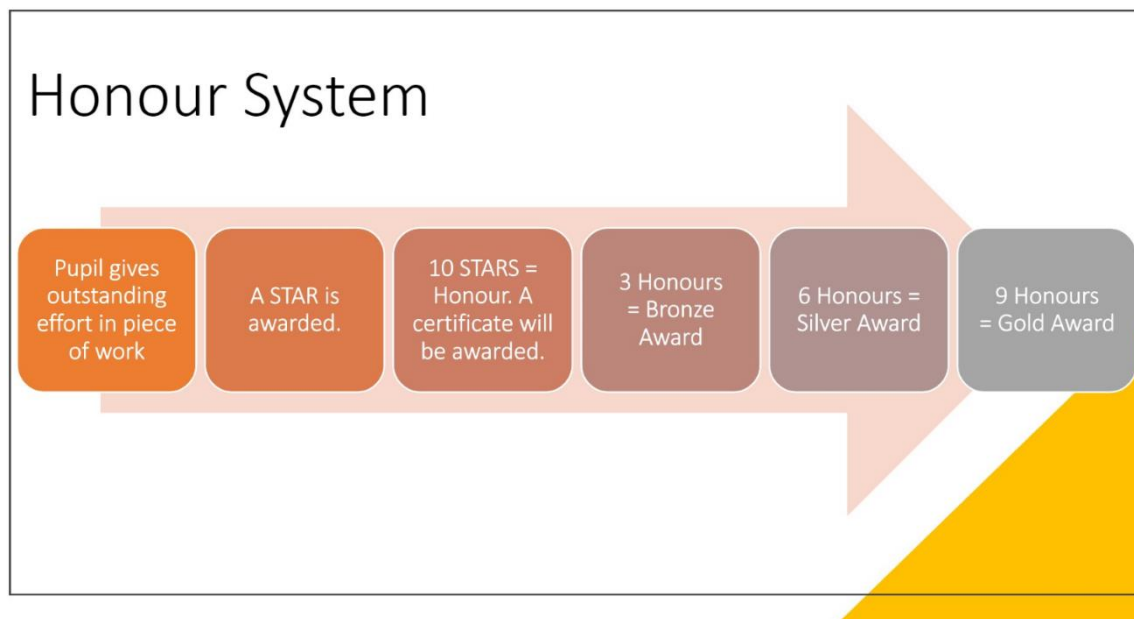 Honour System
Pupil gives
outstanding
effort in piece
of work
A STAR is
awarded.
10 STARS =
Honour. A
certificate will
be awarded.
3 Honours
= Bronze
Award
6 Honours =
Silver Award
9 Honours
= Gold Award